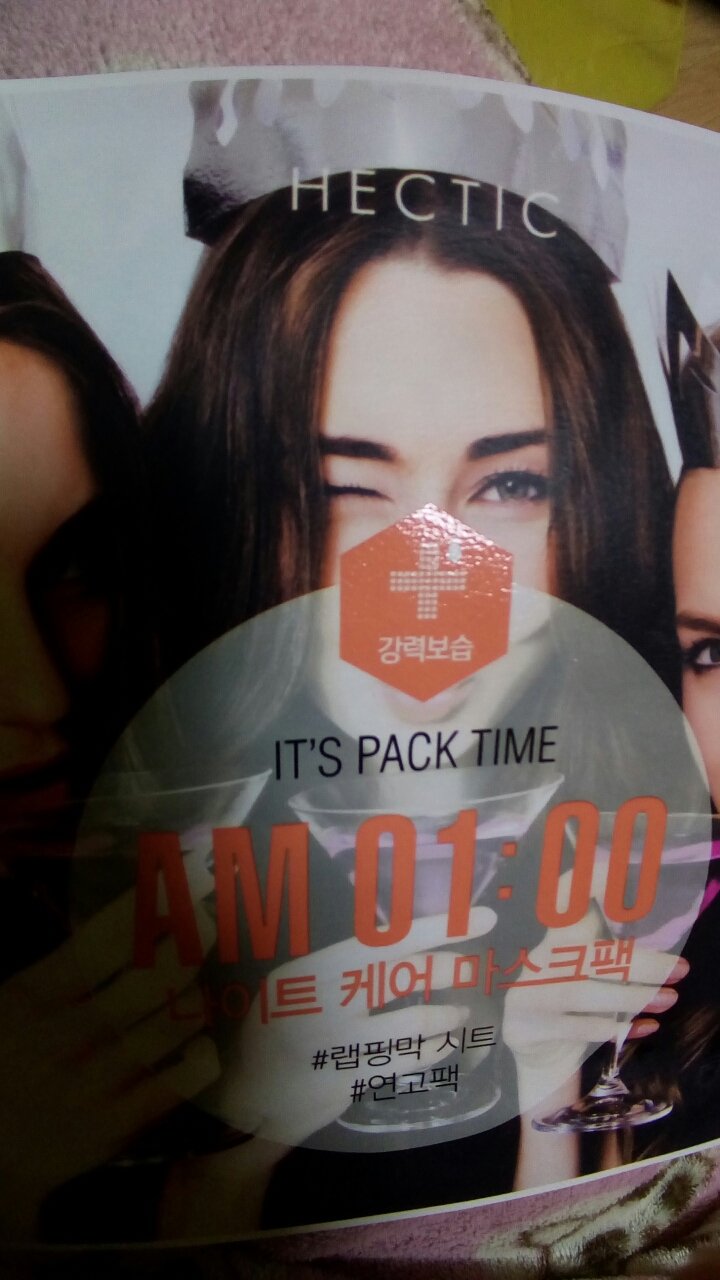 HECTIC
강력보습
IT'S PACK TIME
AM 01:00
나이트 케어 마스크팩
#랩핑막 시트
#연고팩